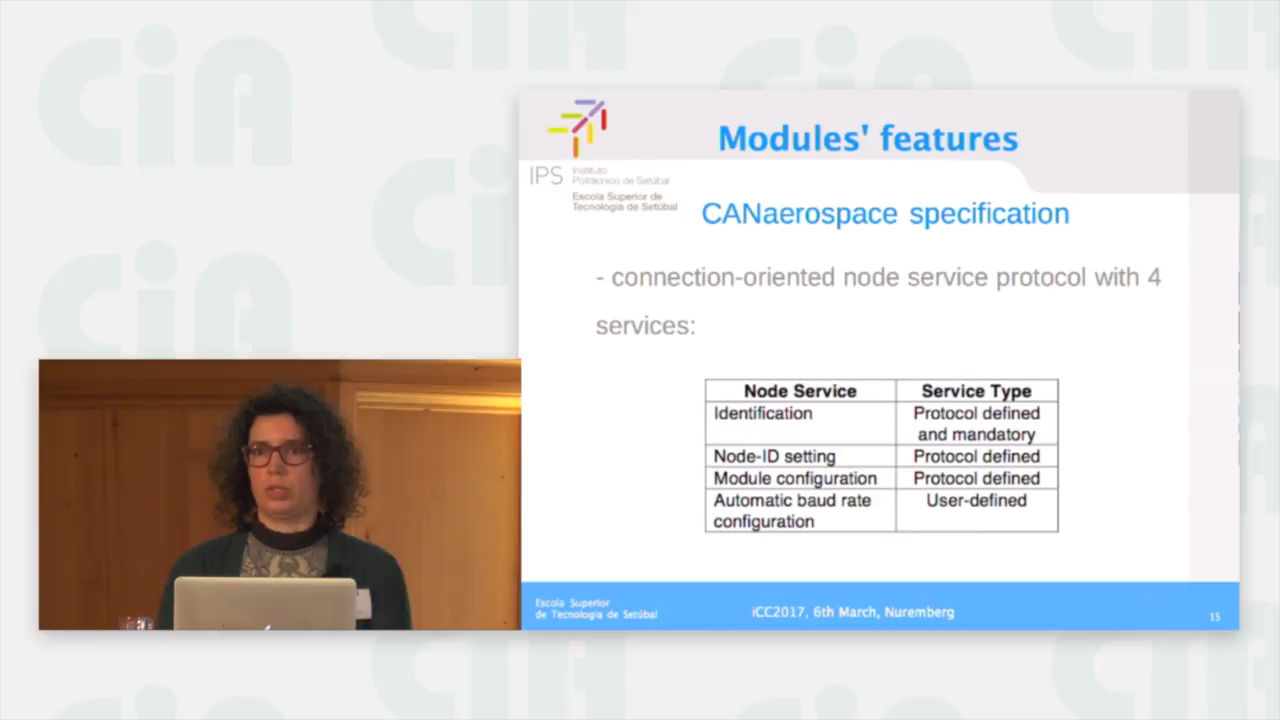 CiA
Modules' features
IPS
Instituto
Politécnico de Setúbal
Escola Superior de
Tecnologia de Setúbal
CANaerospace specification
- connection-oriented node service protocol with 4
services:
Node Service Service Type
Identification Protocol defined
and mandatory
Node-ID setting Protocol defined
Module configuration Protocol defined
Automatic baud rate User-defined
configuration
Escola Superior
de Tecnologia de Setúbal
iCC2017, 6th March, Nuremberg
15